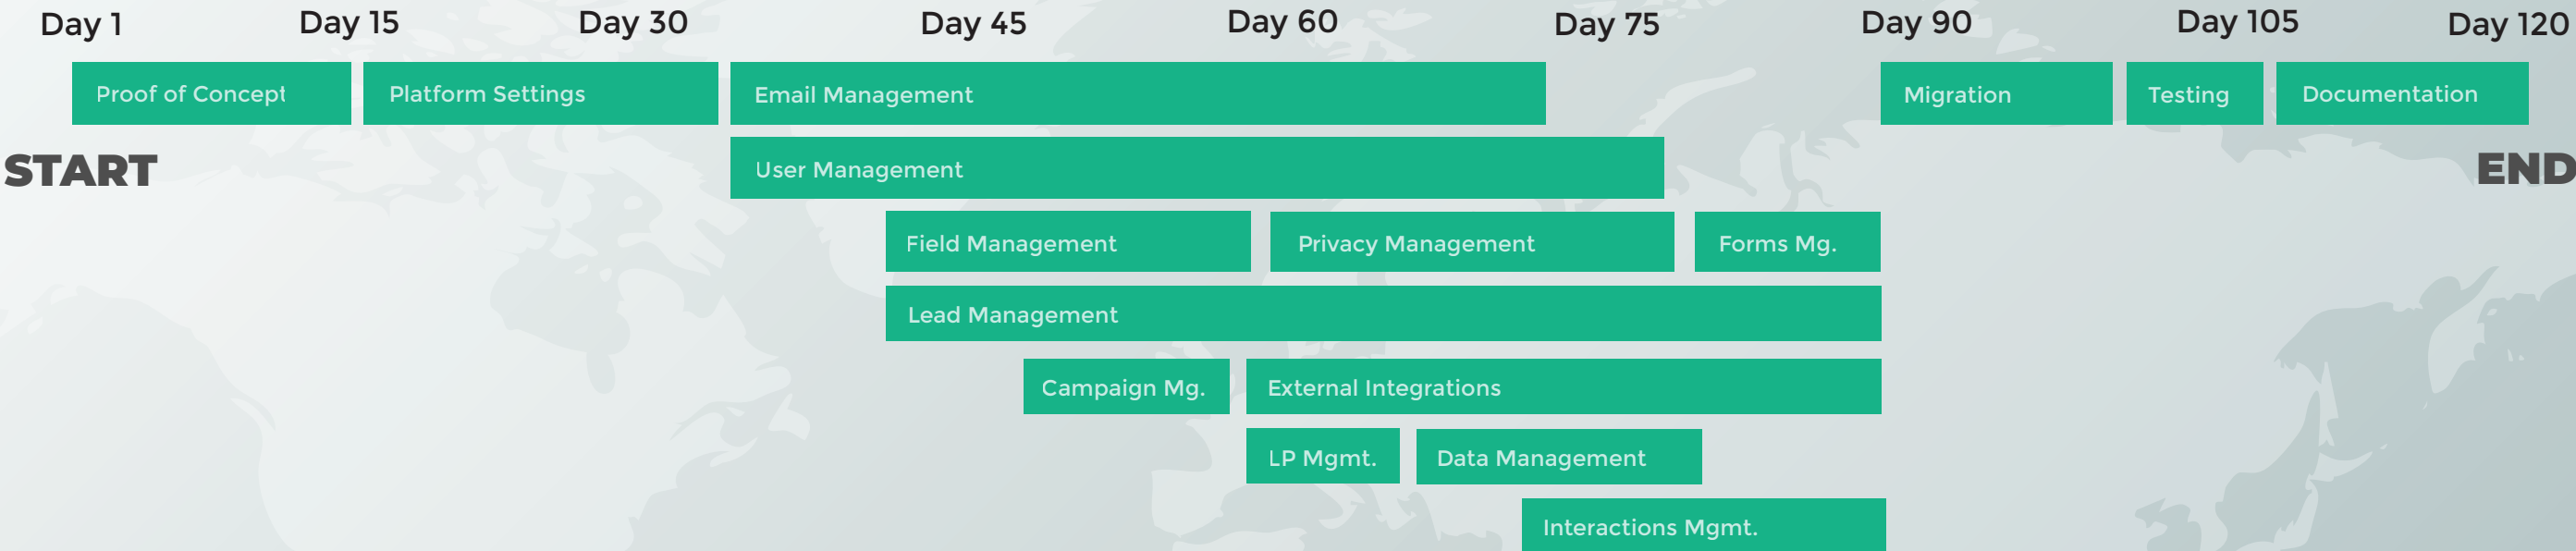 Day 1
Day 15
Day 30
Day 45
Day 60
Day 75
Day 90
Day 105
Day 120
Proof of Concept
Platform Settings
Email Management
Migration
Testing
Documentation
START
User Management
END
Field Management
Privacy Management
Forms Mg.
Lead Management
Campaign Mg.
External Integrations
LP Mgmt.
Data Management
Interactions Mgmt.